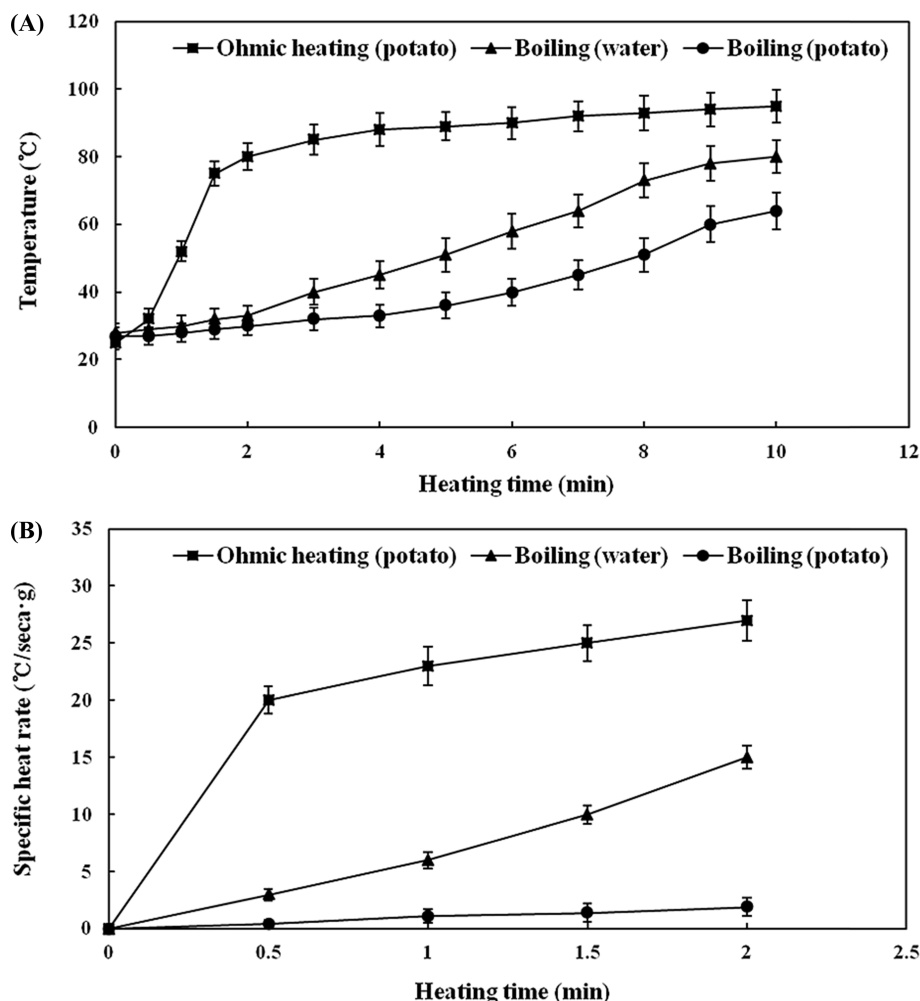 (A)
120
Ohmic heating (potato) Boiling (water) Boiling (potato)
100
80
60
40
20
0
Temperature (℃)
0 2 4 6 8 10 12
Heating time (min)
(B)
35
Ohmic heating (potato) Boiling (water) Boiling (potato)
30
25
20
15
10
5
0
Specific heat rate (℃/seca·g)
0 0.5 1 1.5 2 2.5
Heating time (min)